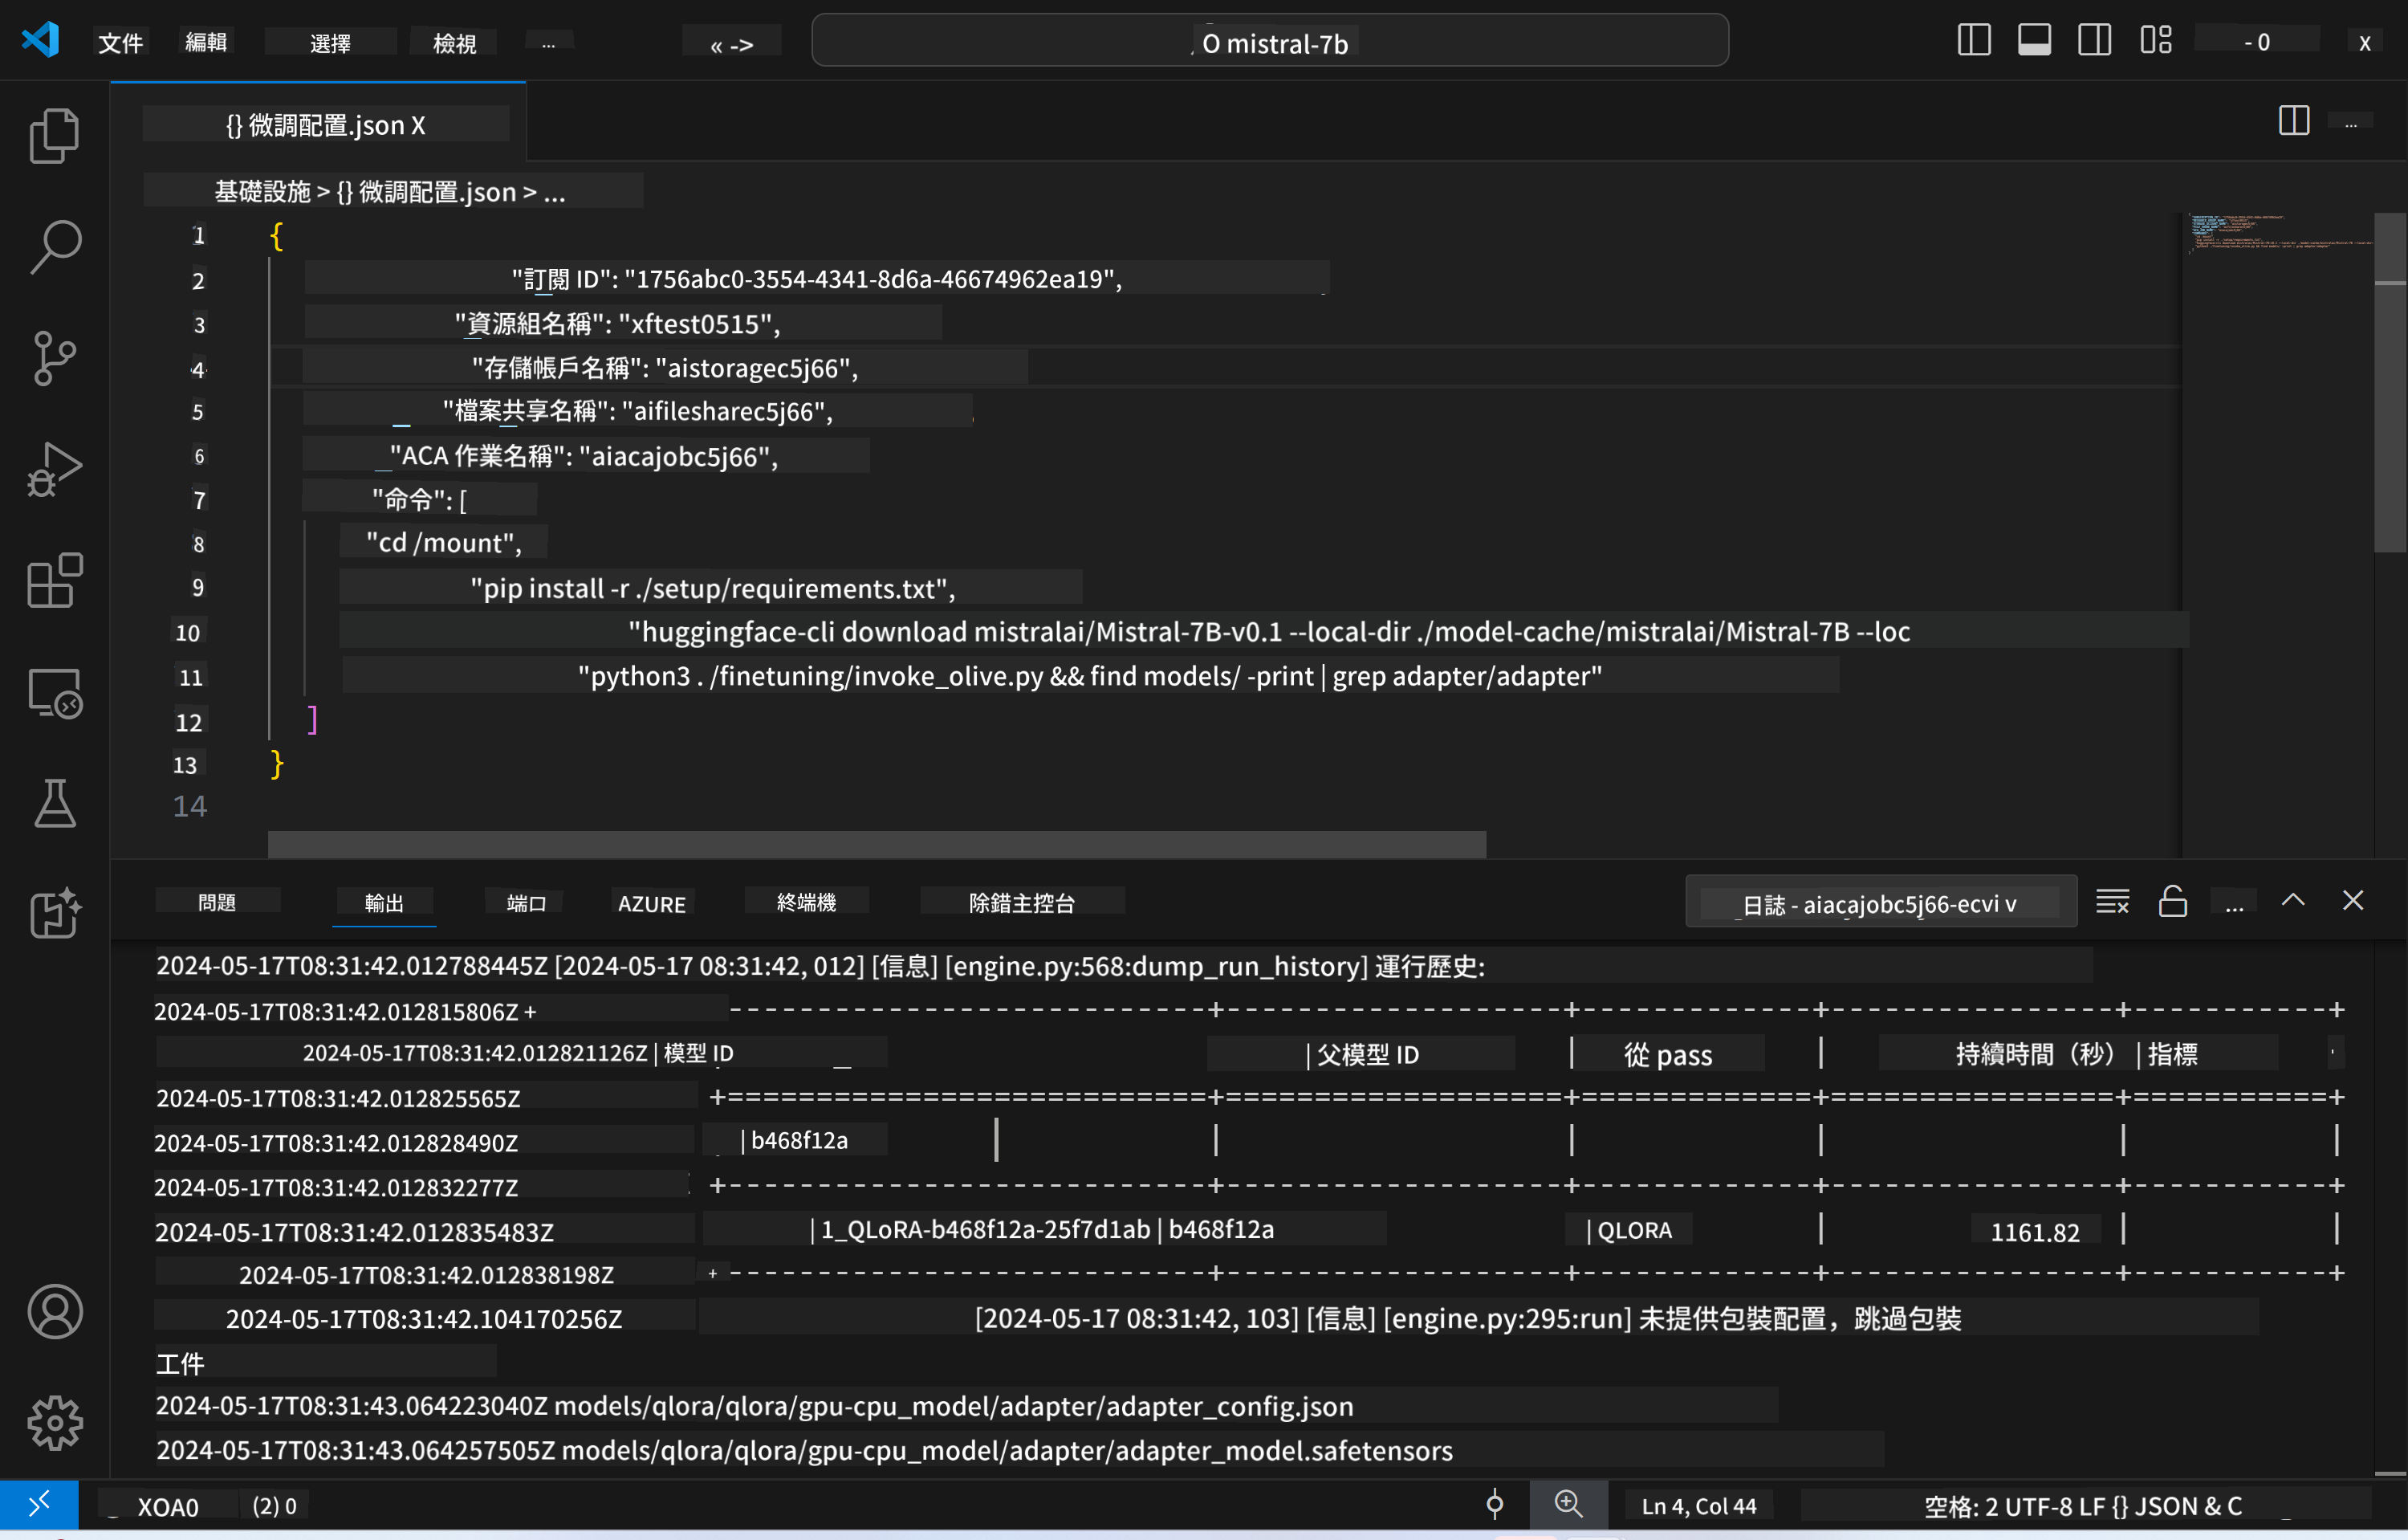 文件 編輯 選擇 檢視 ... « -> O mistral-7b - 0 x
{} 微調配置.json X ...
基礎設施 > {} 微調配置.json > ...
1 {
2 "訂閱 ID": "1756abc0-3554-4341-8d6a-46674962ea19",
3 "資源組名稱": "xftest0515",
4 "存儲帳戶名稱": "aistoragec5j66",
5 "檔案共享名稱": "aifilesharec5j66",
6 "ACA 作業名稱": "aiacajobc5j66",
7 "命令": [
8 "cd /mount",
9 "pip install -r ./setup/requirements.txt",
10 "huggingface-cli download mistralai/Mistral-7B-v0.1 --local-dir ./model-cache/mistralai/Mistral-7B --loc
11 "python3 . /finetuning/invoke_olive.py && find models/ -print | grep adapter/adapter"
12 ]
13 }
14
問題 輸出 端口 AZURE 終端機 除錯主控台 日誌 - aiacajobc5j66-ecvi v ...
2024-05-17T08:31:42.012788445Z [2024-05-17 08:31:42, 012] [信息] [engine.py:568:dump_run_history] 運行歷史:
2024-05-17T08:31:42.012815806Z +---------------------------+-------------------+-------------+----------------+-----------+
2024-05-17T08:31:42.012821126Z | 模型 ID | 父模型 ID | 從 pass | 持續時間（秒） | 指標
2024-05-17T08:31:42.012825565Z +===========================+===================+=============+================+===========+
2024-05-17T08:31:42.012828490Z | b468f12a | | | | |
2024-05-17T08:31:42.012832277Z +---------------------------+-------------------+-------------+----------------+-----------+
2024-05-17T08:31:42.012835483Z | 1_QLoRA-b468f12a-25f7d1ab | b468f12a | QLORA | 1161.82 | |
2024-05-17T08:31:42.012838198Z +---------------------------+-------------------+-------------+----------------+-----------+
2024-05-17T08:31:42.104170256Z [2024-05-17 08:31:42, 103] [信息] [engine.py:295:run] 未提供包裝配置，跳過包裝
工件
2024-05-17T08:31:43.064223040Z models/qlora/qlora/gpu-cpu_model/adapter/adapter_config.json
2024-05-17T08:31:43.064257505Z models/qlora/qlora/gpu-cpu_model/adapter/adapter_model.safetensors
XOA0 (2) 0 Ln 4, Col 44 空格: 2 UTF-8 LF {} JSON & C